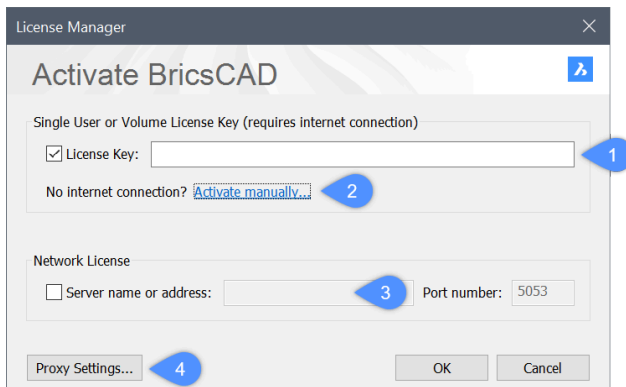 License Manager
Activate BricsCAD
Single User or Volume License Key (requires internet connection)
License Key:
1
No internet connection? Activate manually...
2
Network License
Server name or address:
3
Port number: 5053
Proxy Settings...
4
OK
Cancel